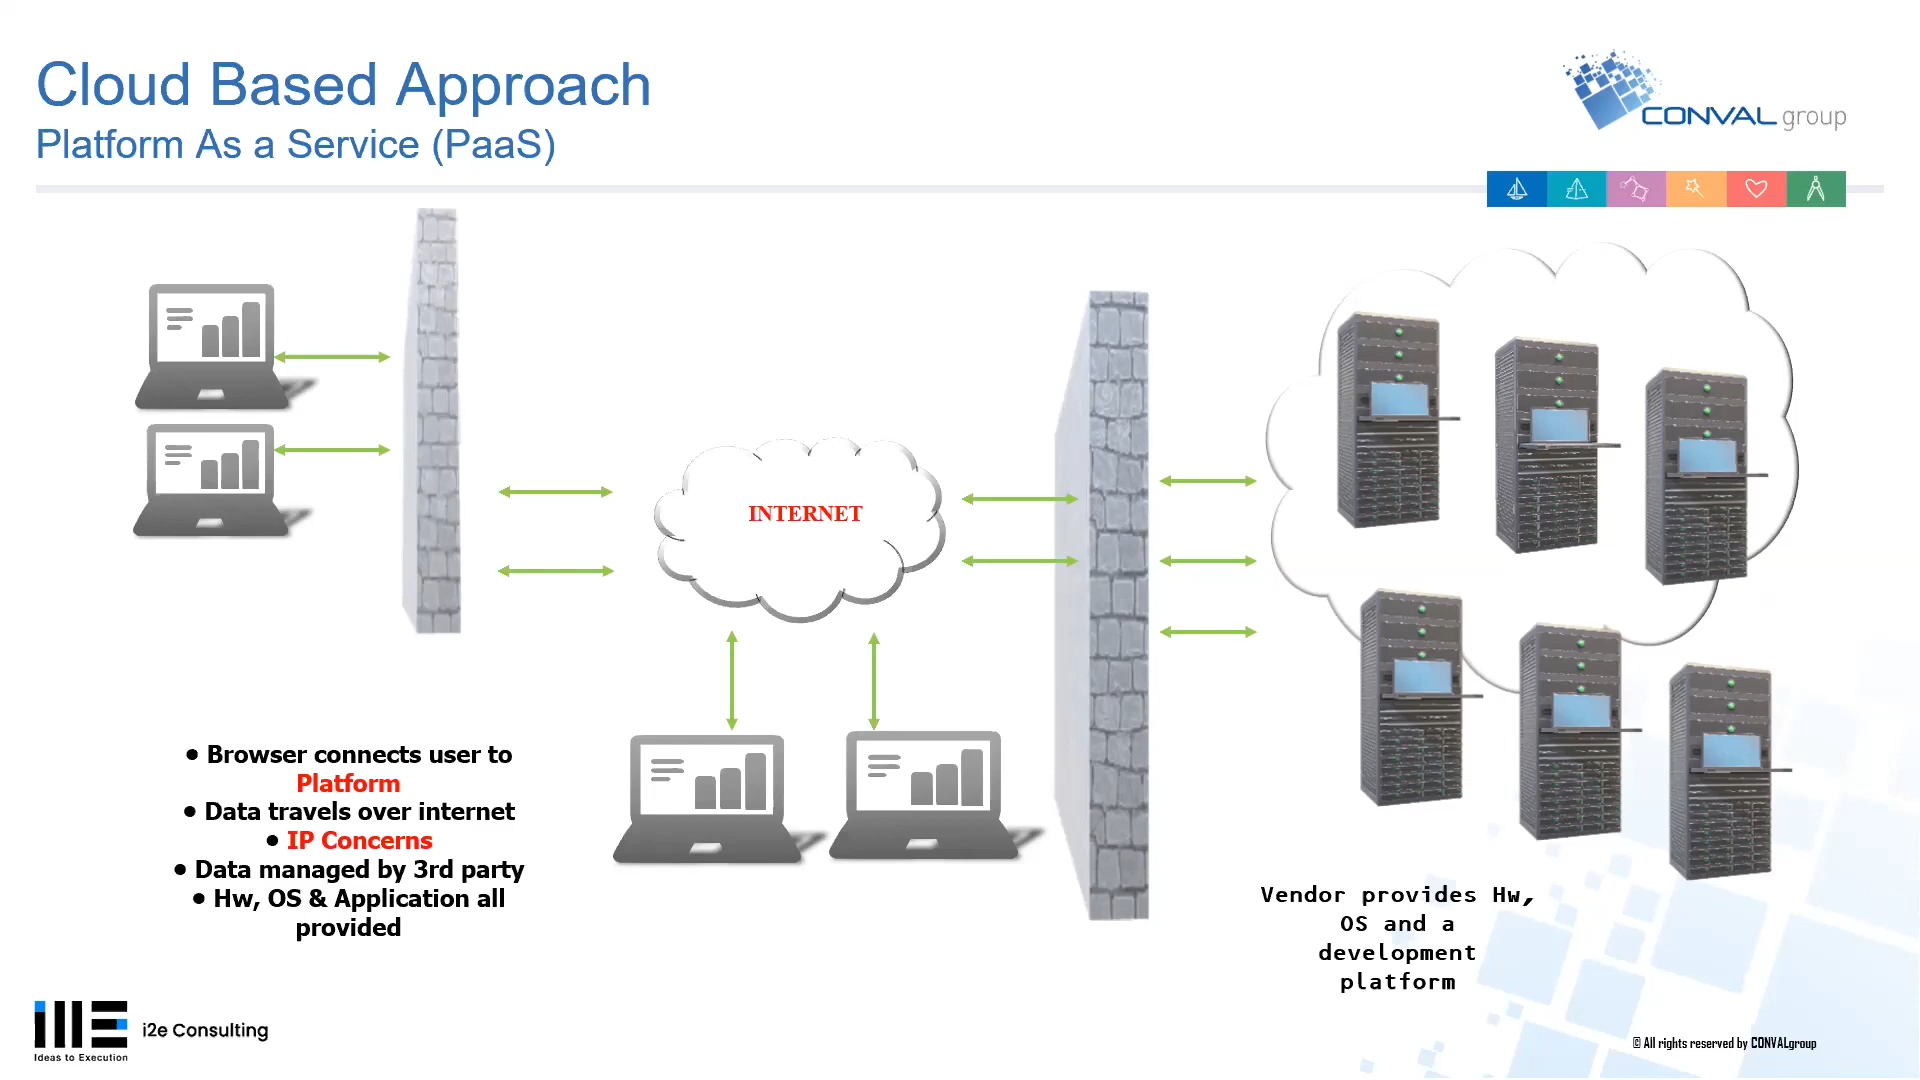 Cloud Based Approach
Platform As a Service (PaaS)
CONVAL group
INTERNET
• Browser connects user to
Platform
• Data travels over internet
• IP Concerns
• Data managed by 3rd party
• Hw, OS & Application all
provided
Vendor provides Hw,
OS and a
development
platform
i2e Consulting
Ideas to Execution
© All rights reserved by CONVALgroup